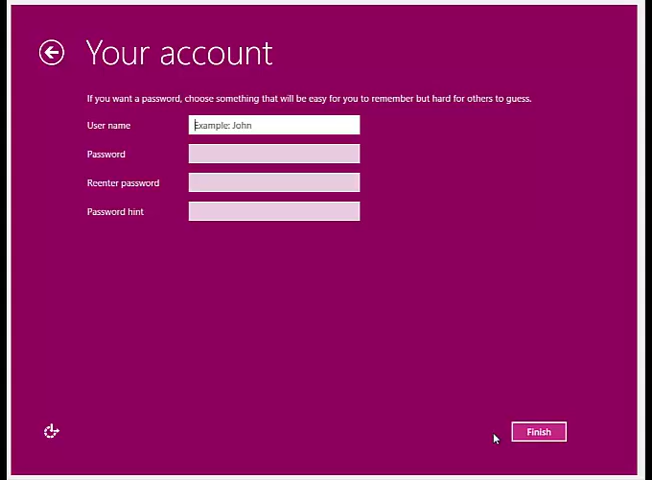 Your account
If you want a password, choose something that will be easy for you to remember but hard for others to guess.
User name
Example: John
Password
Reenter password
Password hint
Finish